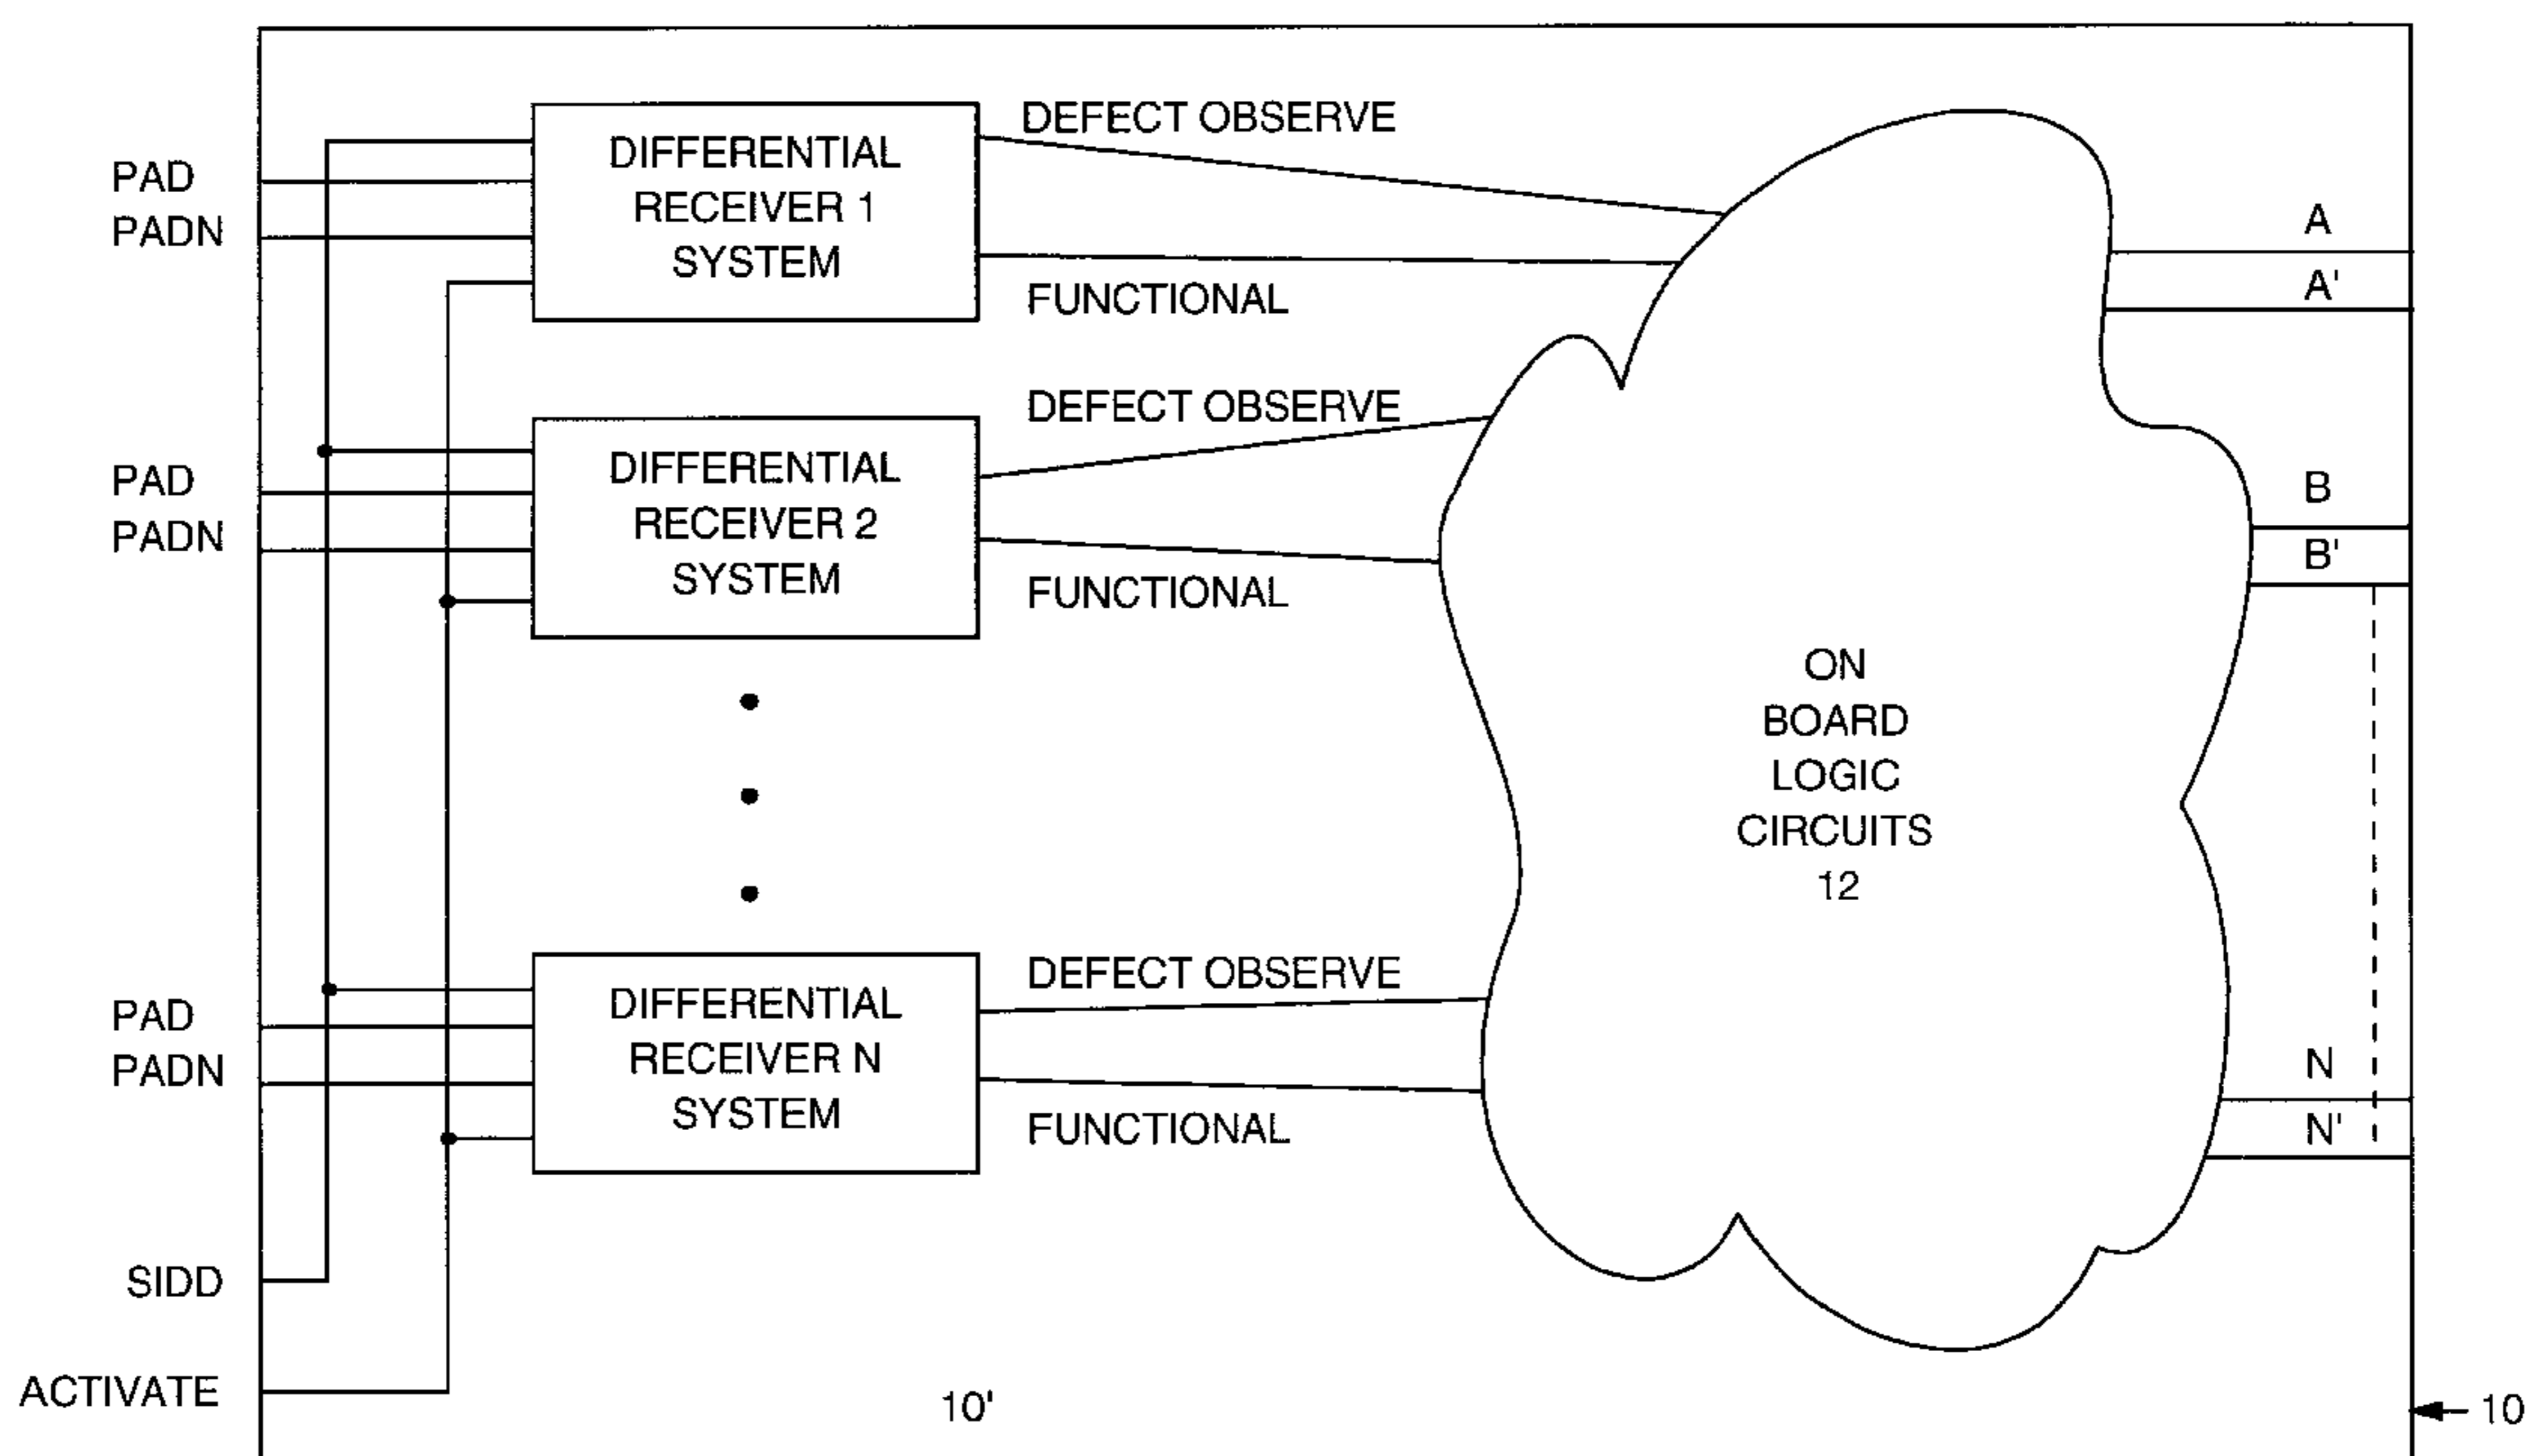 DEFECT OBSERVE
PAD
PADN
DIFFERENTIAL
RECEIVER 1
SYSTEM
FUNCTIONAL
A
A'
DEFECT OBSERVE
PAD
PADN
DIFFERENTIAL
RECEIVER 2
SYSTEM
FUNCTIONAL
B
B'
ON
BOARD
LOGIC
CIRCUITS
12
DEFECT OBSERVE
PAD
PADN
DIFFERENTIAL
RECEIVER N
SYSTEM
FUNCTIONAL
N
N'
SIDD
ACTIVATE
10'
10